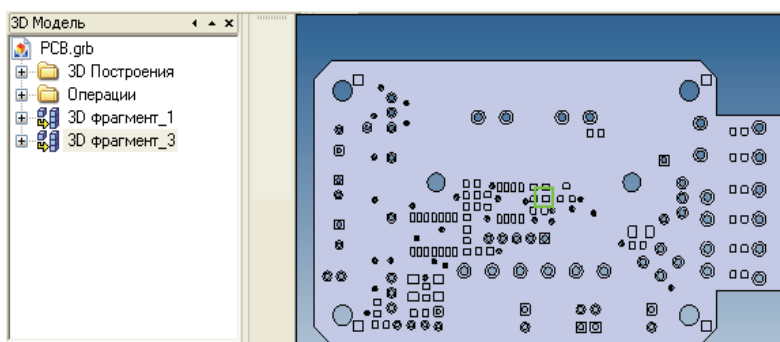 3D Модель
PCB.grb
3D Построения
Операции
3D фрагмент_1
3D фрагмент_3